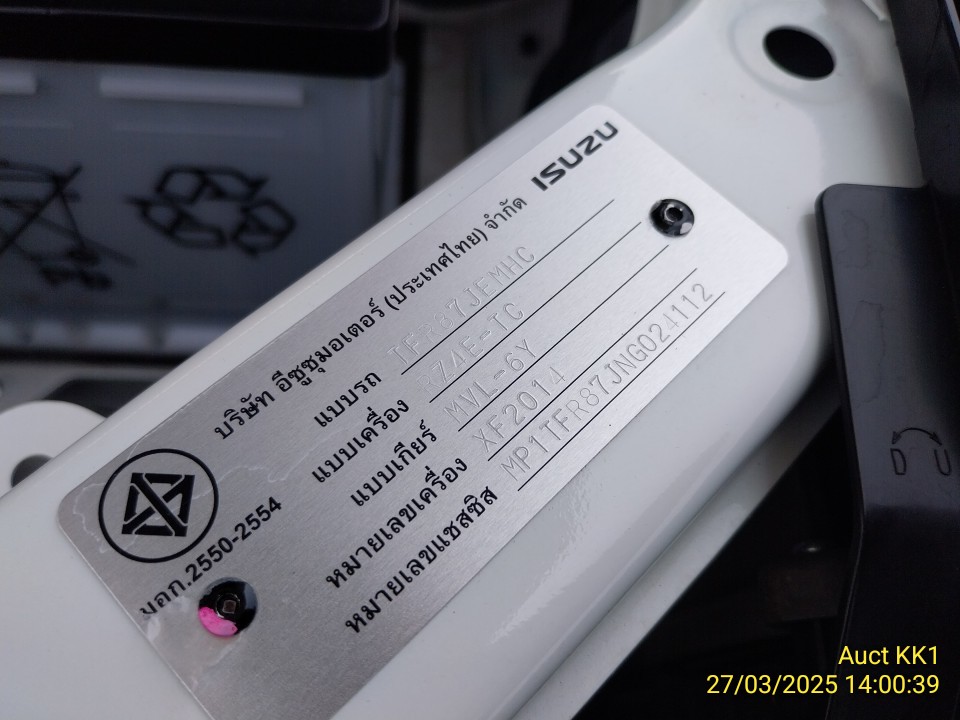 ISUZU
บริษัท อีซูซุมอเตอร์ (ประเทศไทย) จำกัด
แบบรถ TFR87JEMHC
แบบเครื่อง RZ4E-TC
แบบเกียร์ MVL-6Y
หมายเลขเครื่อง XF2014
หมายเลขแชสซิส MP1TFR87JNG024112
มอก.2550-2554
D U
Auct KK1
27/03/2025 14:00:39